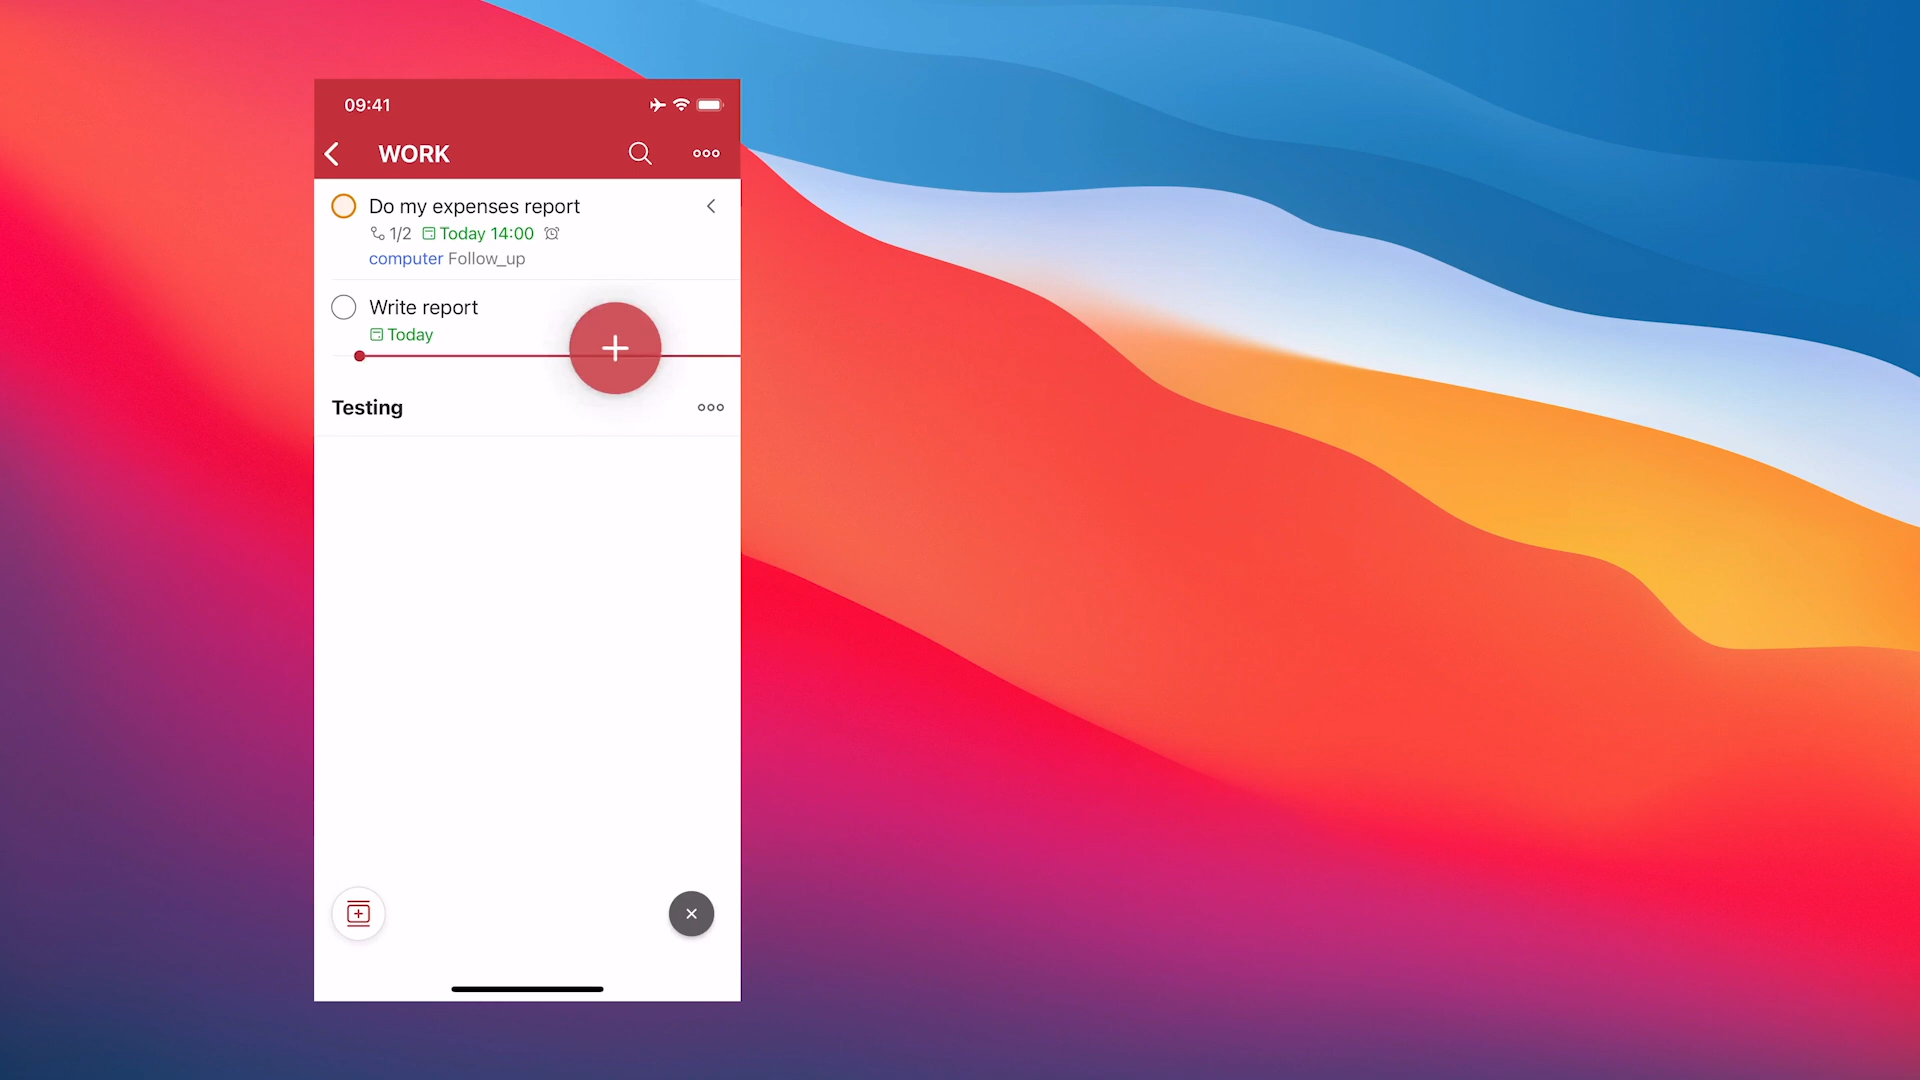 09:41
WORK
Do my expenses report
1/2 Today 14:00
computer Follow_up
Write report
Today
Testing